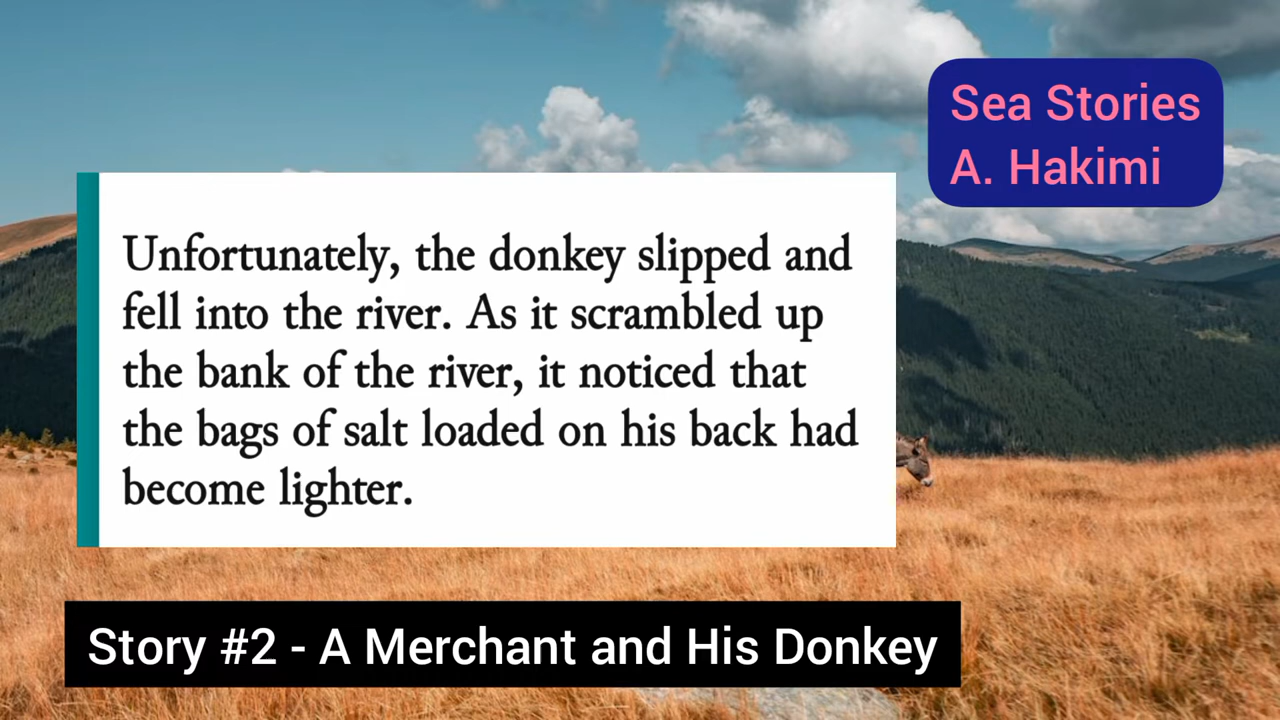 Sea Stories
A. Hakimi
Unfortunately, the donkey slipped and
fell into the river. As it scrambled up
the bank of the river, it noticed that
the bags of salt loaded on his back had
become lighter.
Story #2 - A Merchant and His Donkey